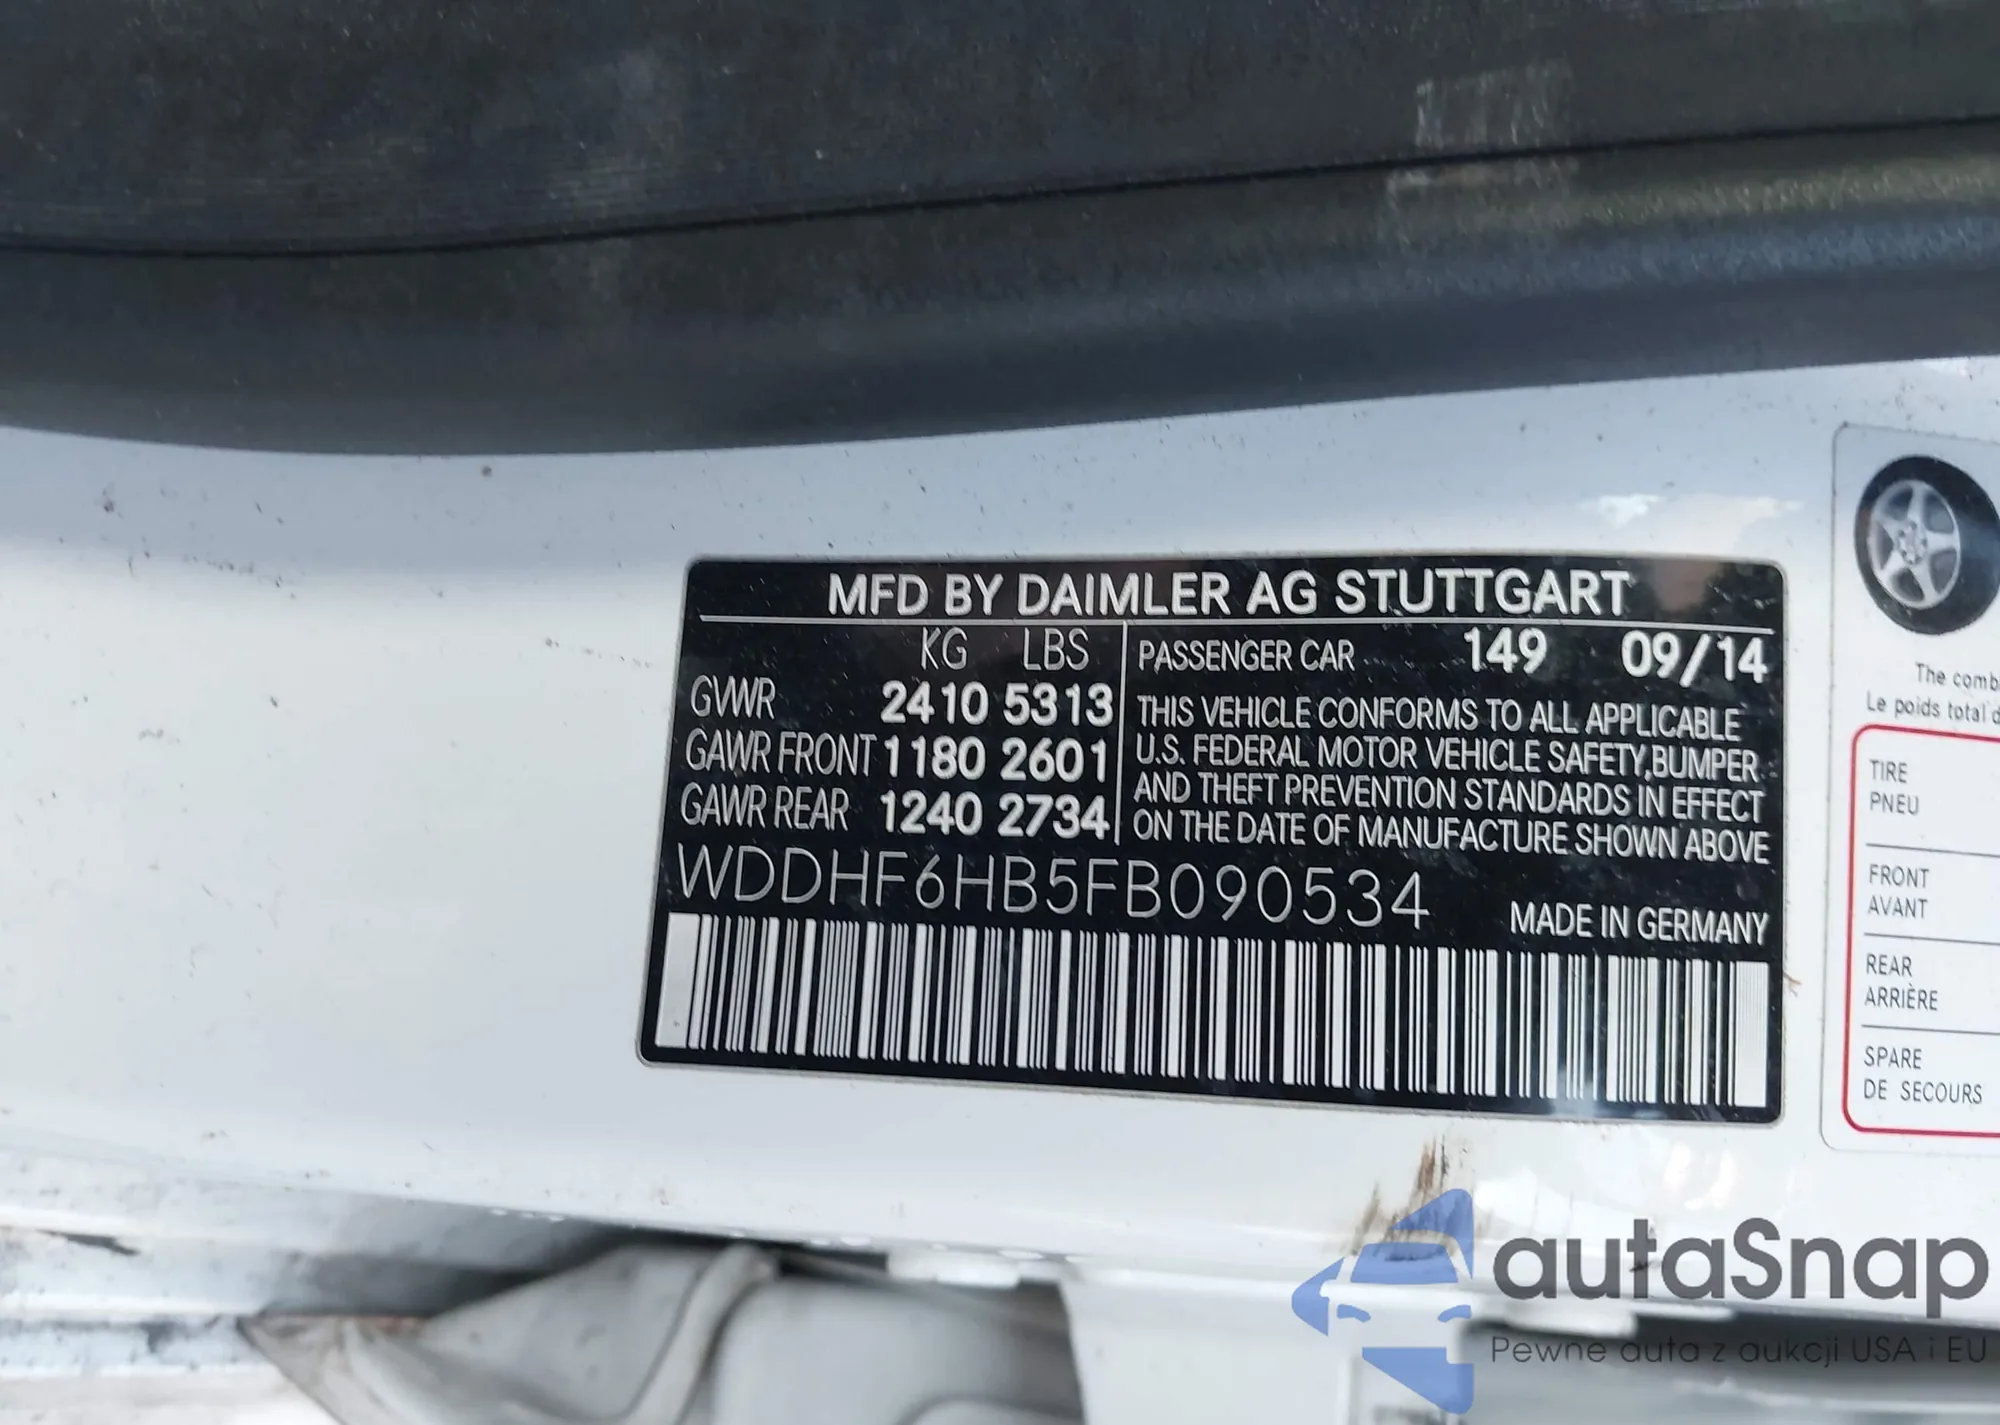 MFD BY DAIMLER AG STUTTGART
KG LBS
GVWR 2410 5313
GAWR FRONT 1180 2601
GAWR REAR 1240 2734
PASSENGER CAR 149 09/14
THIS VEHICLE CONFORMS TO ALL APPLICABLE
U.S. FEDERAL MOTOR VEHICLE SAFETY,BUMPER
AND THEFT PREVENTION STANDARDS IN EFFECT
ON THE DATE OF MANUFACTURE SHOWN ABOVE
WDDHF6HB5FB090534
MADE IN GERMANY
The comb
Le poids total d
TIRE
PNEU
FRONT
AVANT
REAR
ARRIÈRE
SPARE
DE SECOURS
autaSnap
Pewne auta z aukcji USA i EU